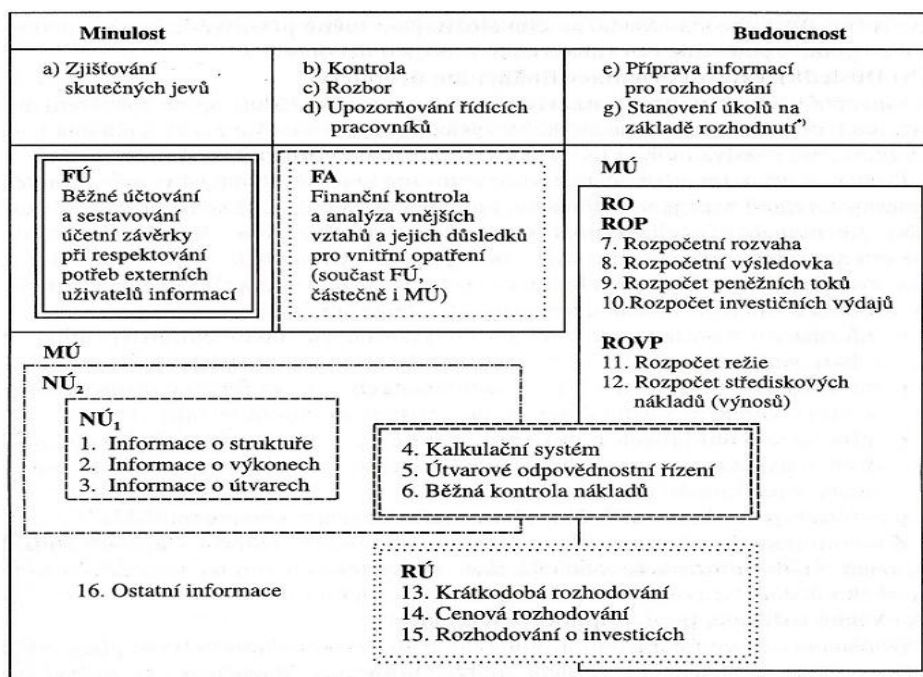 Minulost
Budoucnost
a) Zjišťování
skutečných jevů
b) Kontrola
c) Rozbor
d) Upozorňování řídících
pracovníků
e) Příprava informací
pro rozhodování
g) Stanovení úkolů na
základě rozhodnutí*)
FÚ
Běžné účtování
a sestavování
účetní závěrky
při respektování
potřeb externích
uživatelů informací
FA
Finanční kontrola
a analýza vnějších
vztahů a jejich důsledků
pro vnitřní opatření
(součast FÚ,
částečně i MÚ)
MÚ
RO
ROP
7. Rozpočetní rozvaha
8. Rozpočetní výsledovka
9. Rozpočet peněžních toků
10.Rozpočet investičních výdajů
ROVP
11. Rozpočet režie
12. Rozpočet střediskových
nákladů (výnosů)
MÚ
NÚ2
NÚ1
1. Informace o struktuře
2. Informace o výkonech
3. Informace o útvarech
4. Kalkulační systém
5. Útvarové odpovědnostní řízení
6. Běžná kontrola nákladů
16. Ostatní informace
RÚ
13. Krátkodobá rozhodování
14. Cenová rozhodování
15. Rozhodování o investicích